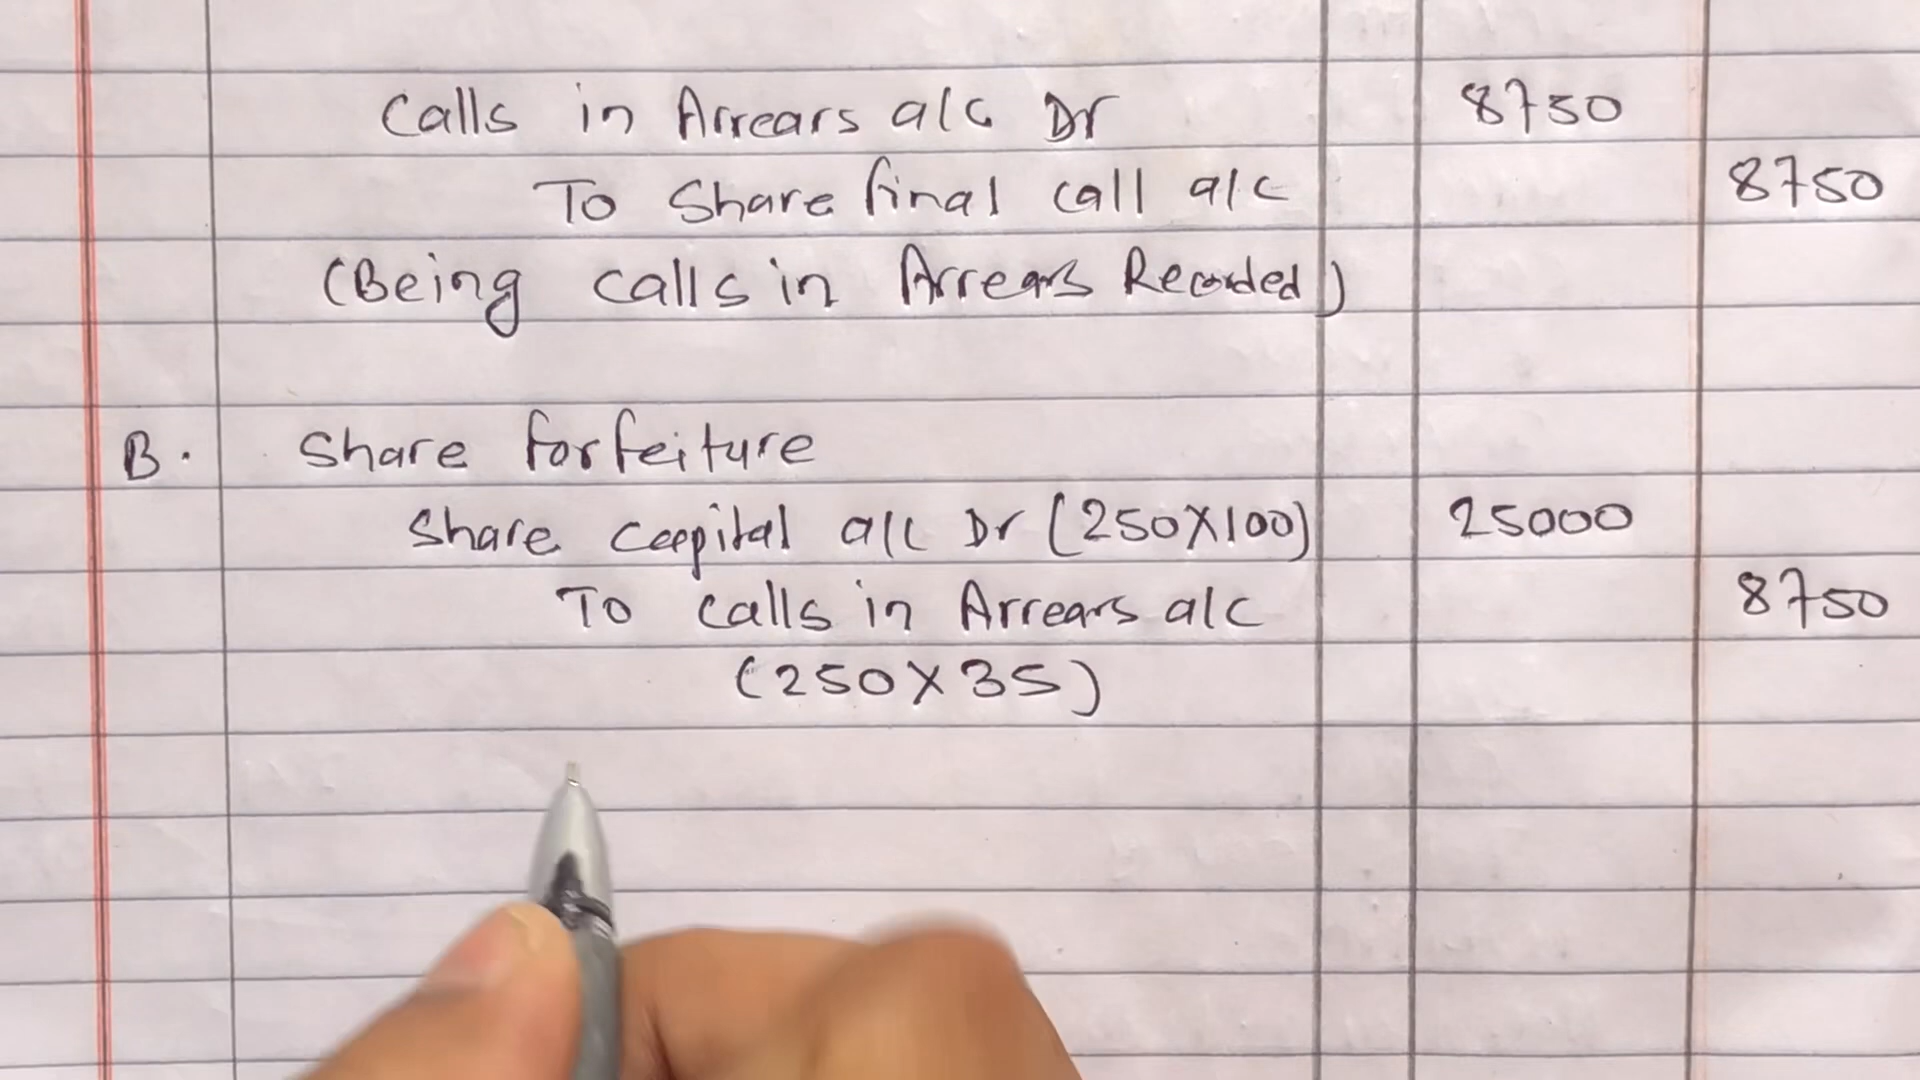 Calls in Arrears a/c Dr 8750
To Share final call a/c 8750
(Being calls in Arrears Recorded)
B. Share forfeiture
Share capital a/c Dr (250X100) 25000
To calls in Arrears a/c 8750
(250X35)